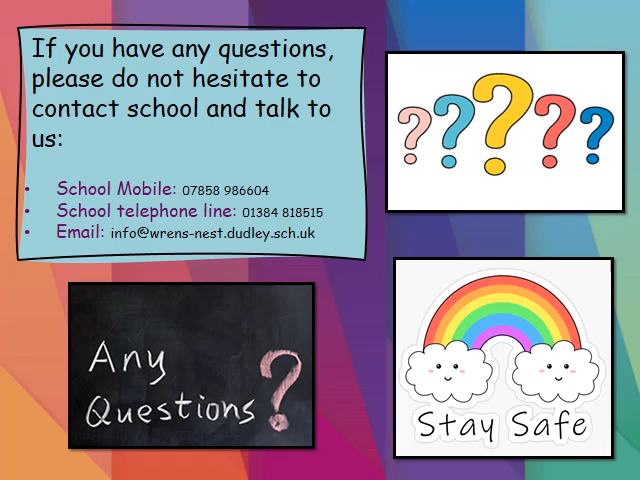 If you have any questions,
please do not hesitate to
contact school and talk to
us:
• School Mobile: 07858 986604
• School telephone line: 01384 818515
• Email: info@wrens-nest.dudley.sch.uk
? ? ? ? ?
Any
Questions ?
Stay Safe